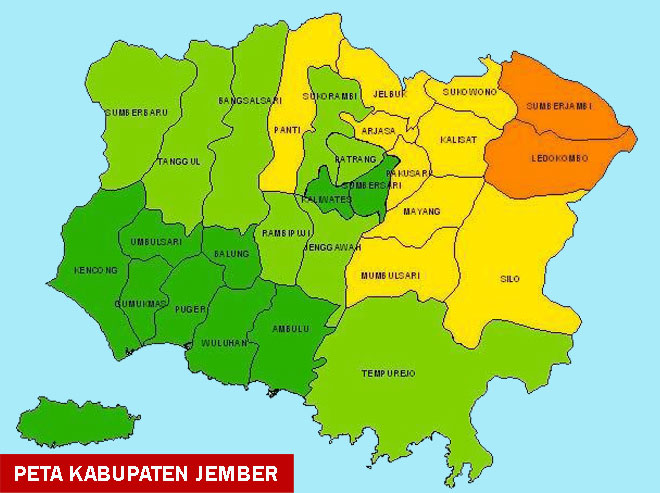 SUKOWONO
JELBUK
SUKORAMBI
BANGSALSARI
SUMBERJAMBI
SUMBERBARU
PANTI
ARJASA
KALISAT
PATRANG
LEDOKOMBO
TANGGUL
PAKUSARI
SUMBERSARI
KALIWATES
MAYANG
RAMBIPUJI
UMBULSARI
JENGGAWAH
BALUNG
KENCONG
MUMBULSARI
SILO
GUMUKMAS
PUGER
AMBULU
WULUHAN
TEMPUREJO
PETA KABUPATEN JEMBER